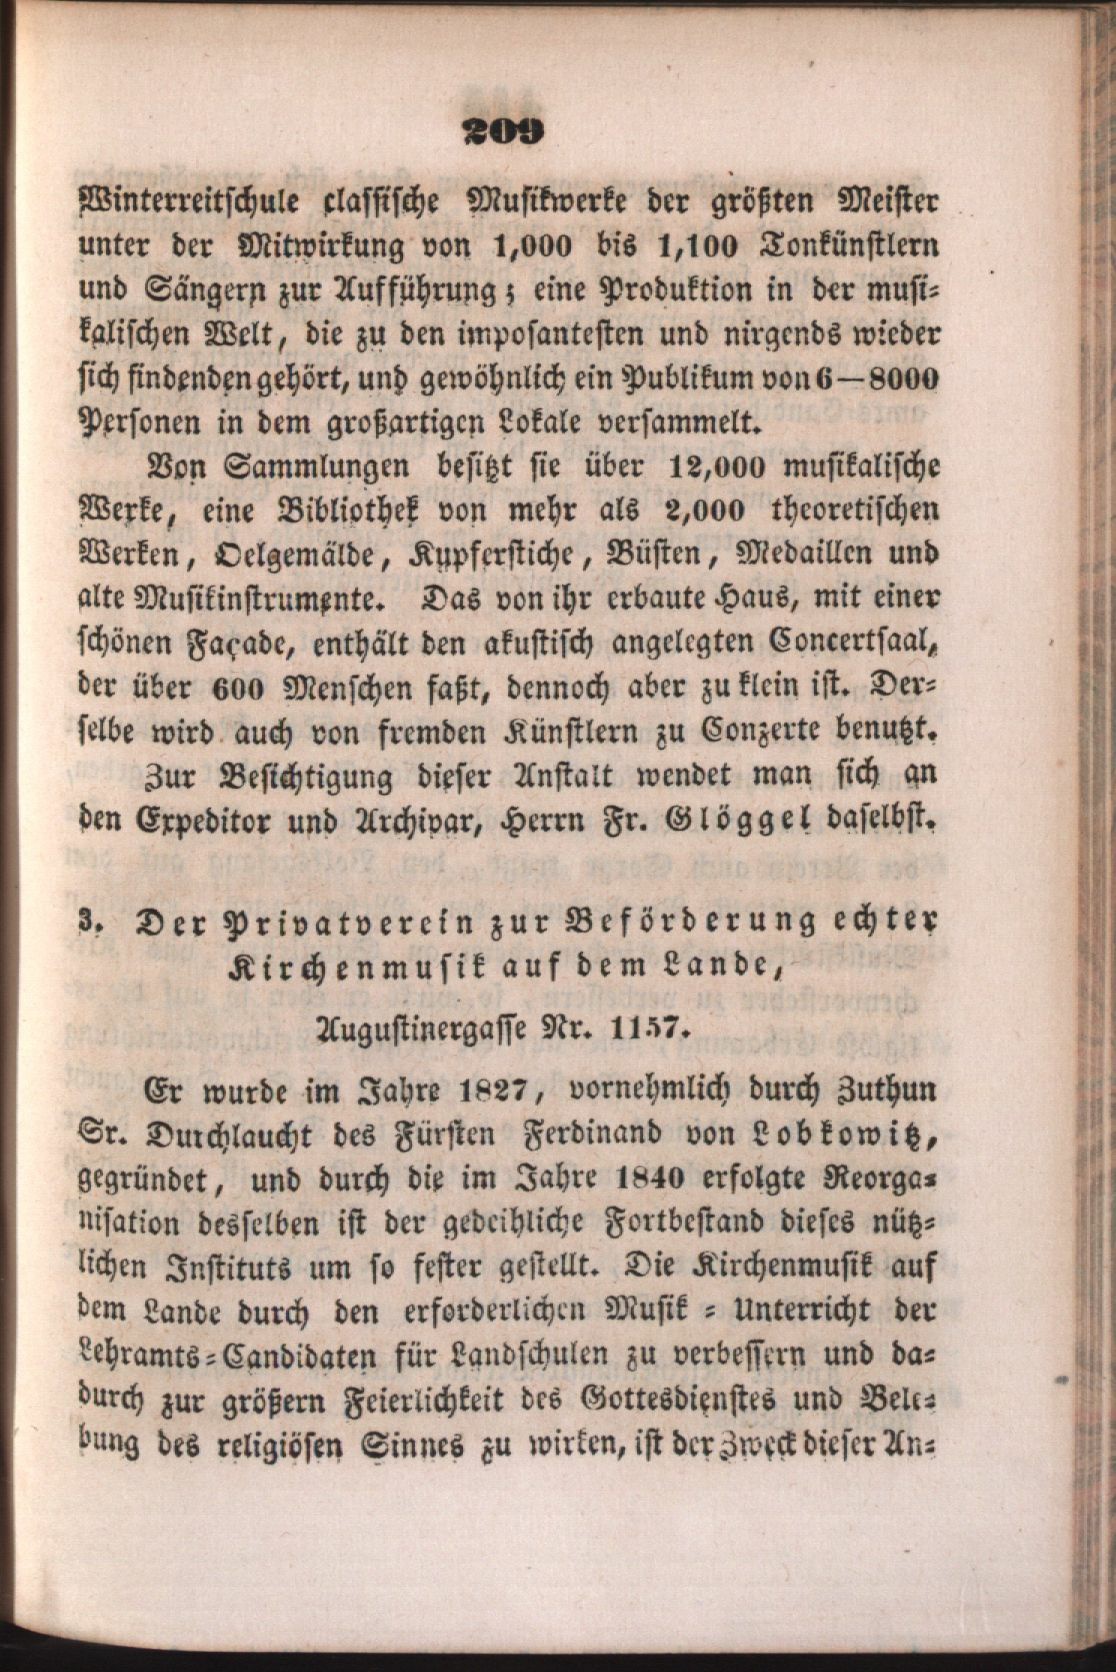 209
Winterreitschule classische Musikwerke der größten Meister
unter der Mitwirkung von 1,000 bis 1,100 Tonkünstlern
und Sängern zur Aufführung; eine Produktion in der musi-
kalischen Welt, die zu den imposantesten und nirgends wieder
sich findenden gehört, und gewöhnlich ein Publikum von 6—8000
Personen in dem großartigen Lokale versammelt.
Von Sammlungen besitzt sie über 12,000 musikalische
Werke, eine Bibliothek von mehr als 2,000 theoretischen
Werken, Oelgemälde, Kupferstiche, Büsten, Medaillen und
alte Musikinstrumente. Das von ihr erbaute Haus, mit einer
schönen Façade, enthält den akustisch angelegten Concertsaal,
der über 600 Menschen faßt, dennoch aber zu klein ist. Der-
selbe wird auch von fremden Künstlern zu Conzerte benutzt.
Zur Besichtigung dieser Anstalt wendet man sich an
den Expeditor und Archivar, Herrn Fr. Glöggel daselbst.
3. Der Privatverein zur Beförderung echter
Kirchenmusik auf dem Lande,
Augustinergasse Nr. 1157.
Er wurde im Jahre 1827, vornehmlich durch Zuthun
Sr. Durchlaucht des Fürsten Ferdinand von Lobkowitz,
gegründet, und durch die im Jahre 1840 erfolgte Reorga-
nisation desselben ist der gedeihliche Fortbestand dieses nütz-
lichen Instituts um so fester gestellt. Die Kirchenmusik auf
dem Lande durch den erforderlichen Musik-Unterricht der
Lehramts-Candidaten für Landschulen zu verbessern und da-
durch zur größern Feierlichkeit des Gottesdienstes und Bele-
bung des religiösen Sinnes zu wirken, ist der Zweck dieser An-